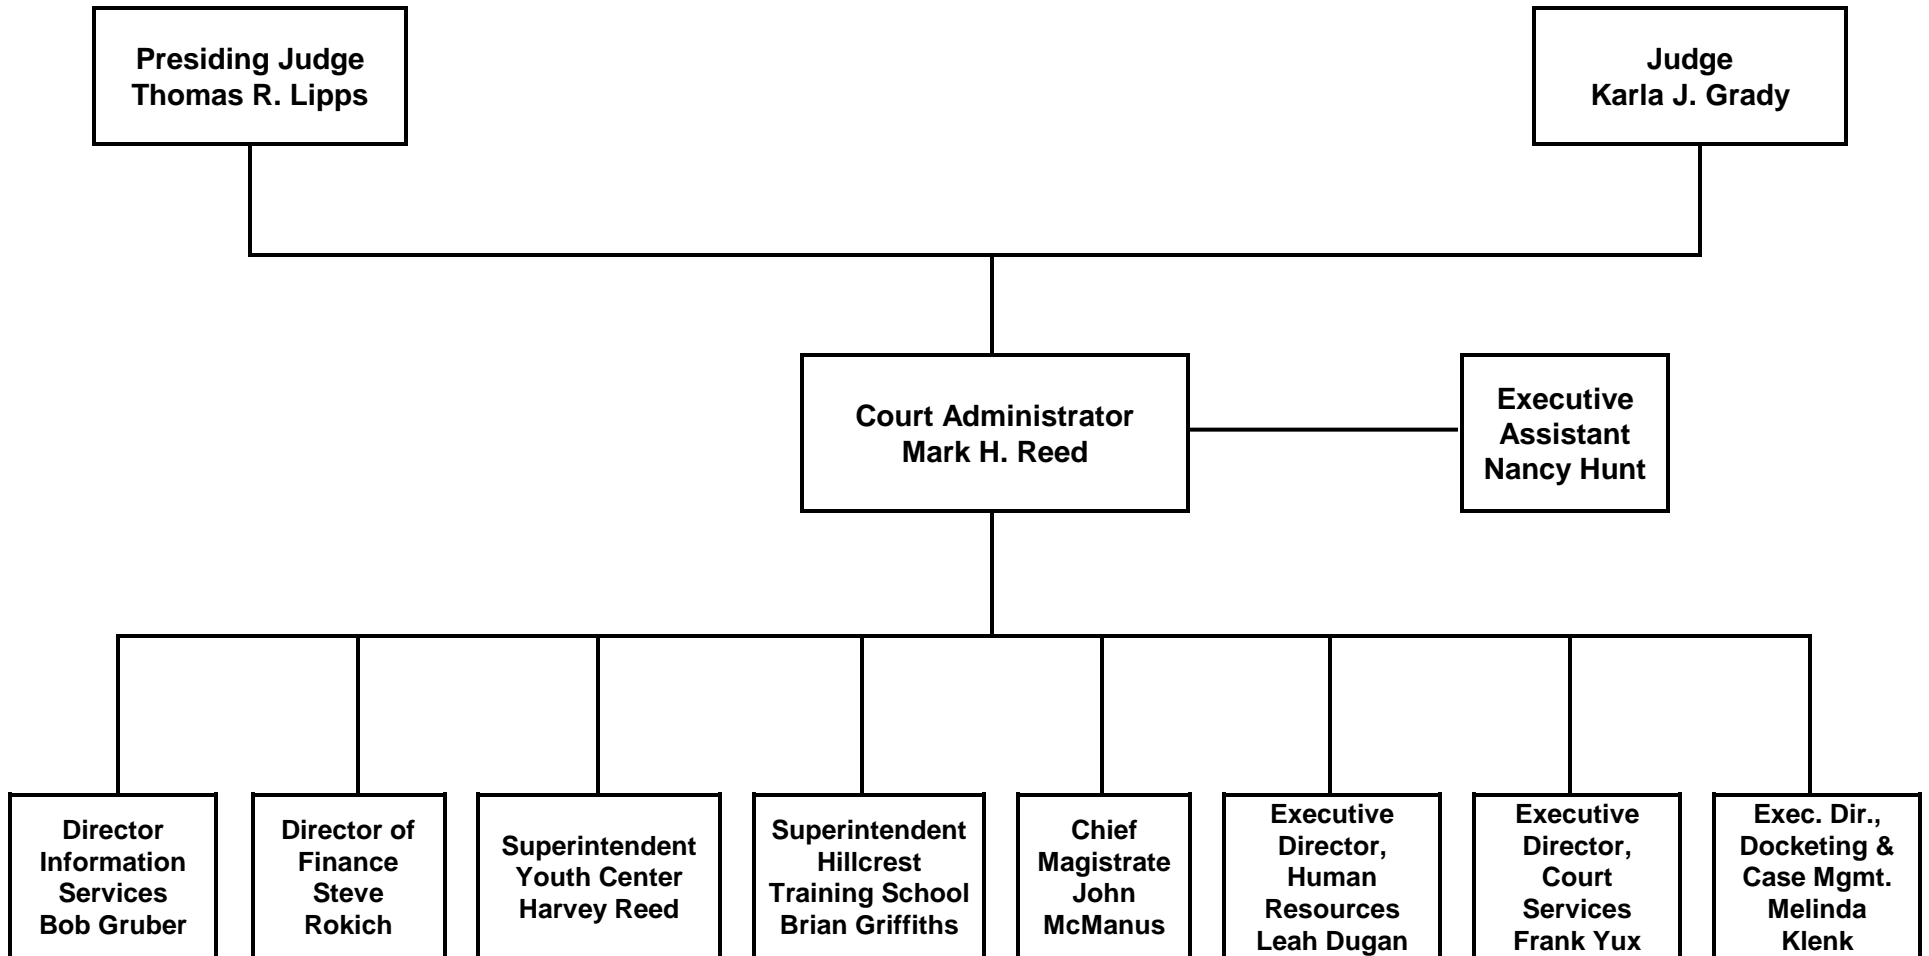 Presiding Judge
Thomas R. Lipps
Judge
Karla J. Grady
Court Administrator
Mark H. Reed
Executive
Assistant
Nancy Hunt
Director
Information
Services
Bob Gruber
Director of
Finance
Steve
Rokich
Superintendent
Youth Center
Harvey Reed
Superintendent
Hillcrest
Training School
Brian Griffiths
Chief
Magistrate
John
McManus
Executive
Director,
Human
Resources
Leah Dugan
Executive
Director,
Court
Services
Frank Yux
Exec. Dir.,
Docketing &
Case Mgmt.
Melinda
Klenk